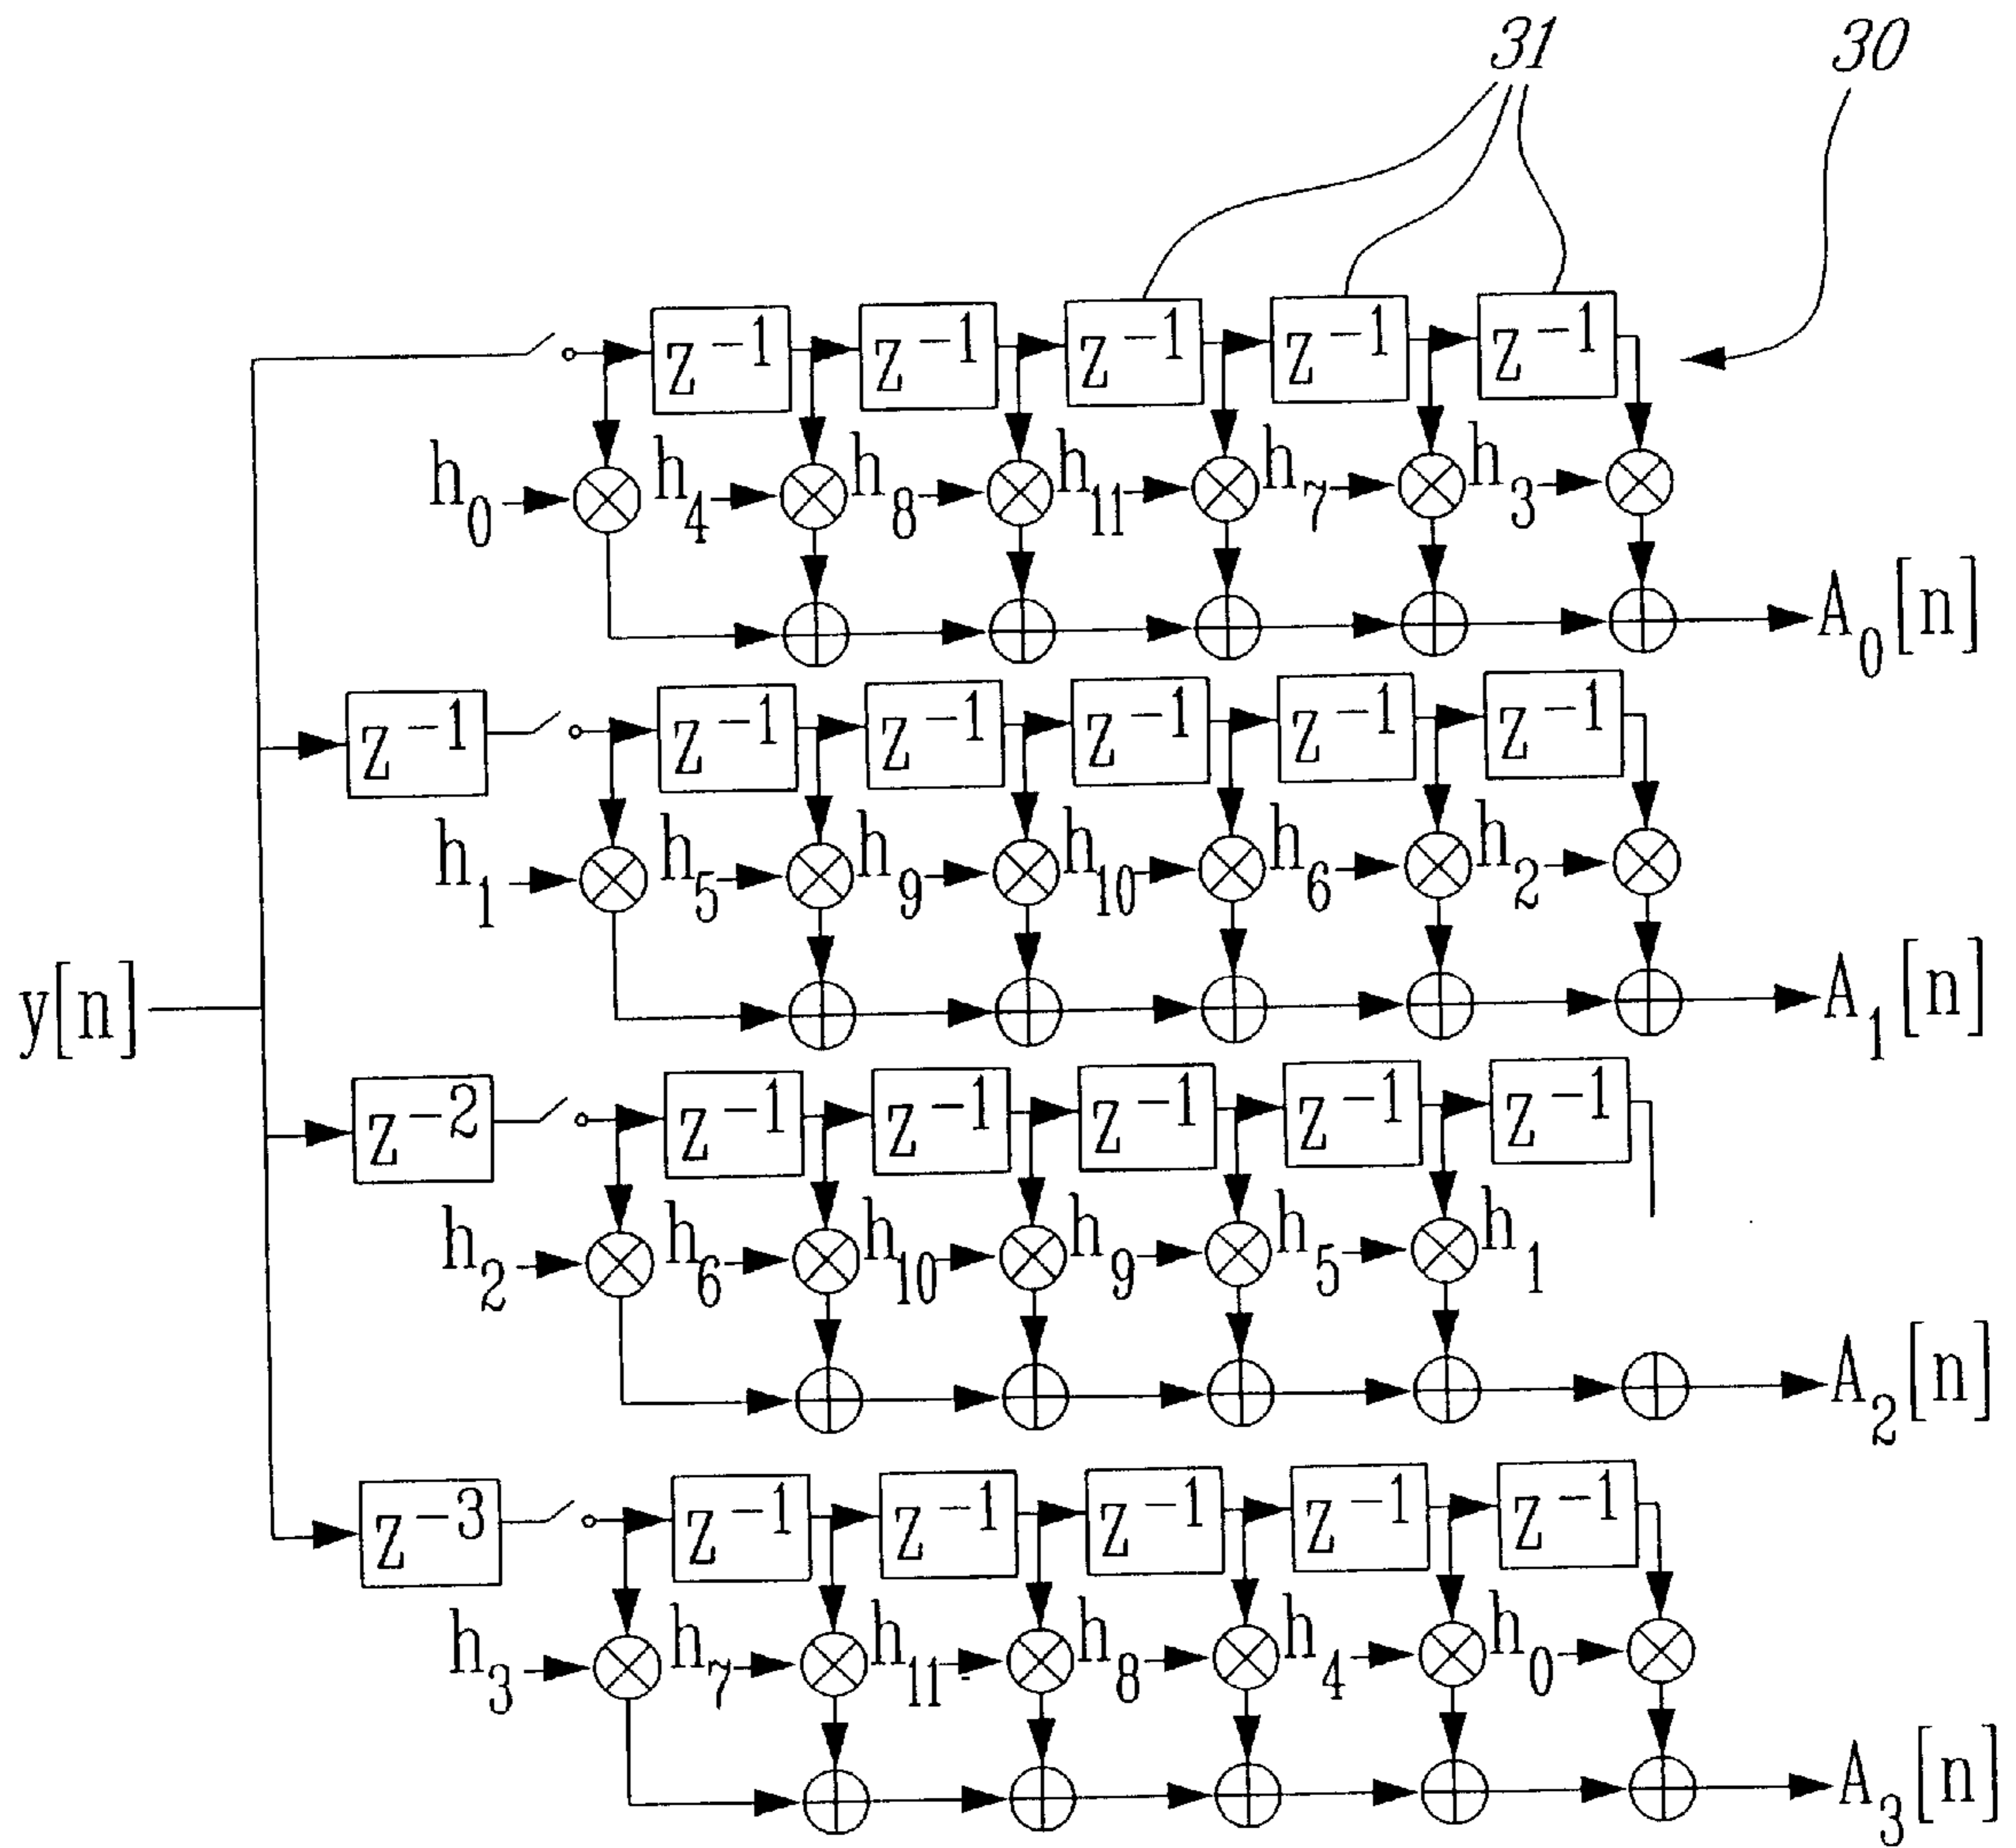 31 30
z⁻¹ z⁻¹ z⁻¹ z⁻¹ z⁻¹
h₀ h₄ h₈ h₁₁ h₇ h₃
A₀[n]
z⁻¹ z⁻¹ z⁻¹ z⁻¹ z⁻¹ z⁻¹
h₁ h₅ h₉ h₁₀ h₆ h₂
y[n] A₁[n]
z⁻² z⁻¹ z⁻¹ z⁻¹ z⁻¹ z⁻¹
h₂ h₆ h₁₀ h₉ h₅ h₁
A₂[n]
z⁻³ z⁻¹ z⁻¹ z⁻¹ z⁻¹ z⁻¹
h₃ h₇ h₁₁ h₈ h₄ h₀
A₃[n]